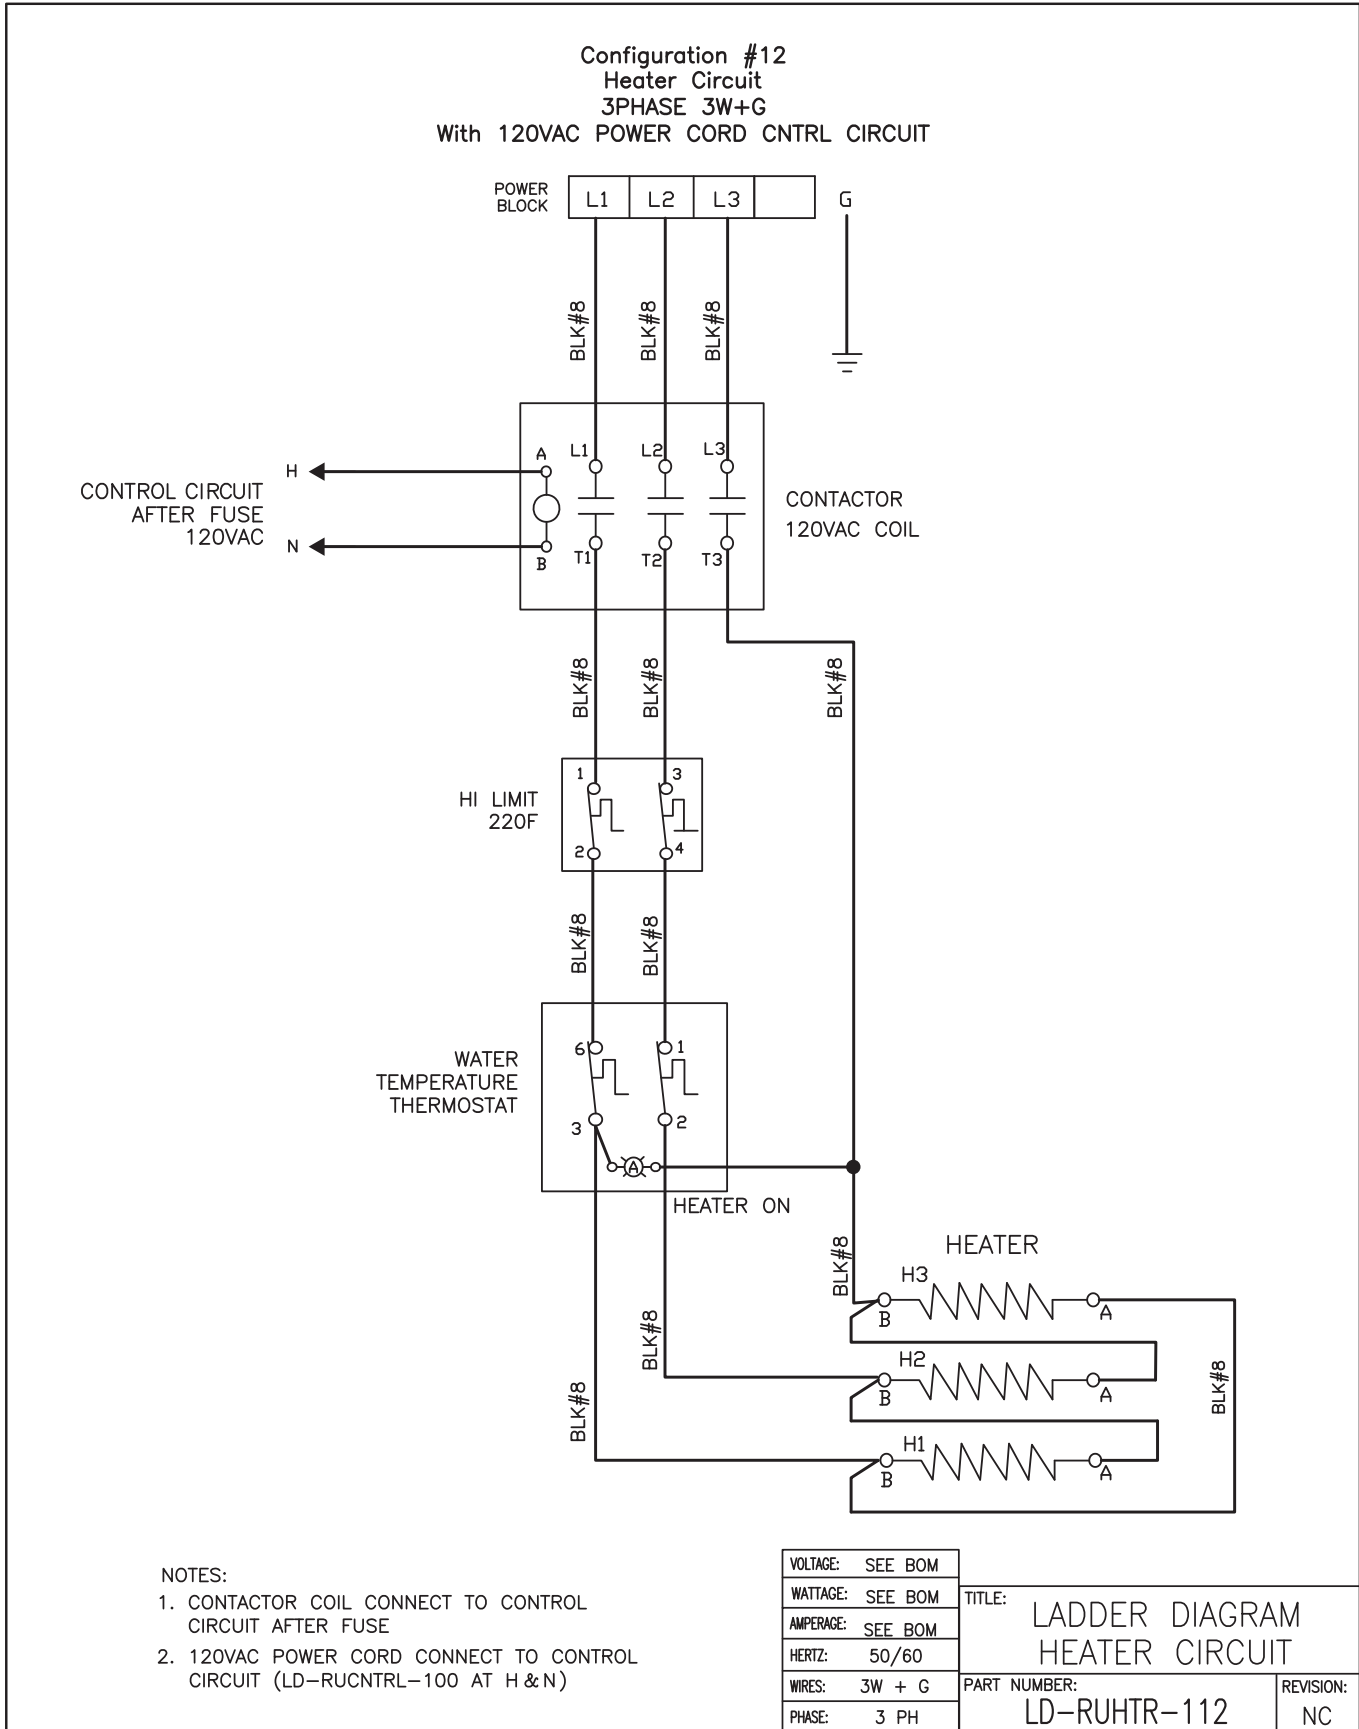 Configuration #12
Heater Circuit
3PHASE 3W+G
With 120VAC POWER CORD CNTRL CIRCUIT
POWER
BLOCK
L1 L2 L3
G
BLK#8
BLK#8
BLK#8
A
L1
L2
L3
H
CONTROL CIRCUIT
AFTER FUSE
120VAC
N
CONTACTOR
120VAC COIL
B
T1
T2
T3
BLK#8
BLK#8
BLK#8
HI LIMIT
220F
1
3
2
4
BLK#8
BLK#8
WATER
TEMPERATURE
THERMOSTAT
6
1
3
2
A
HEATER ON
BLK#8
HEATER
H3
B
A
BLK#8
H2
B
A
BLK#8
BLK#8
H1
B
A
NOTES:
1. CONTACTOR COIL CONNECT TO CONTROL
CIRCUIT AFTER FUSE
2. 120VAC POWER CORD CONNECT TO CONTROL
CIRCUIT (LD-RUCNTRL-100 AT H & N)
VOLTAGE: SEE BOM
WATTAGE: SEE BOM
AMPERAGE: SEE BOM
HERTZ: 50/60
WIRES: 3W + G
PHASE: 3 PH
TITLE: LADDER DIAGRAM
HEATER CIRCUIT
PART NUMBER:
LD-RUHTR-112
REVISION:
NC